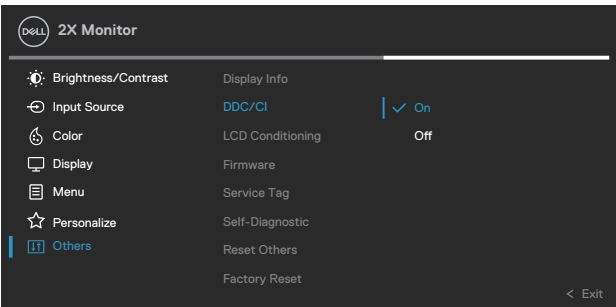 DELL 2X Monitor
Brightness/Contrast Display Info
Input Source DDC/CI On
Color LCD Conditioning Off
Display Firmware
Menu Service Tag
Personalize Self-Diagnostic
Others Reset Others
Factory Reset
< Exit